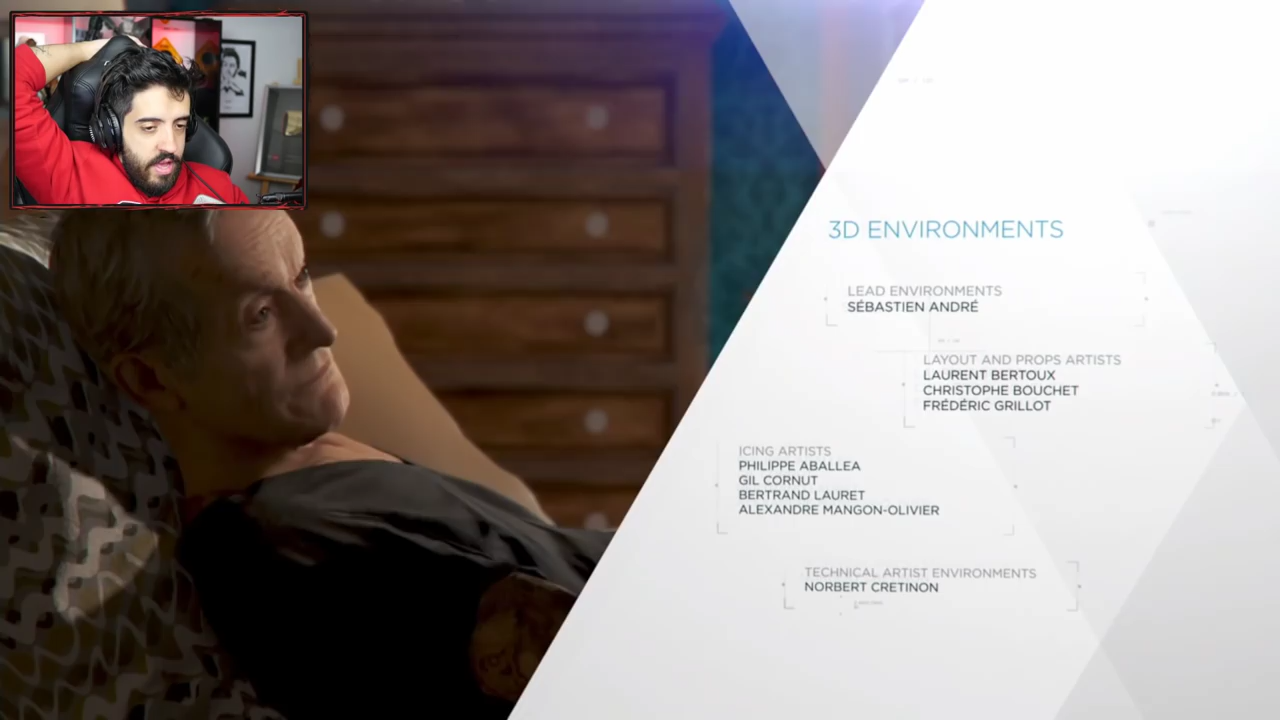 3D ENVIRONMENTS
LEAD ENVIRONMENTS
SÉBASTIEN ANDRÉ
LAYOUT AND PROPS ARTISTS
LAURENT BERTOUX
CHRISTOPHE BOUCHET
FRÉDÉRIC GRILLOT
ICING ARTISTS
PHILIPPE ABALLEA
GIL CORNUT
BERTRAND LAURET
ALEXANDRE MANGON-OLIVIER
TECHNICAL ARTIST ENVIRONMENTS
NORBERT CRETINON